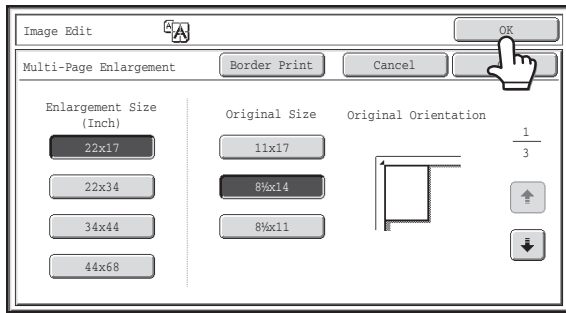 Image Edit
A A
OK
Multi-Page Enlargement
Border Print
Cancel
Enlargement Size
(Inch)
22x17
22x34
34x44
44x68
Original Size
11x17
8½x14
8½x11
Original Orientation
1
3